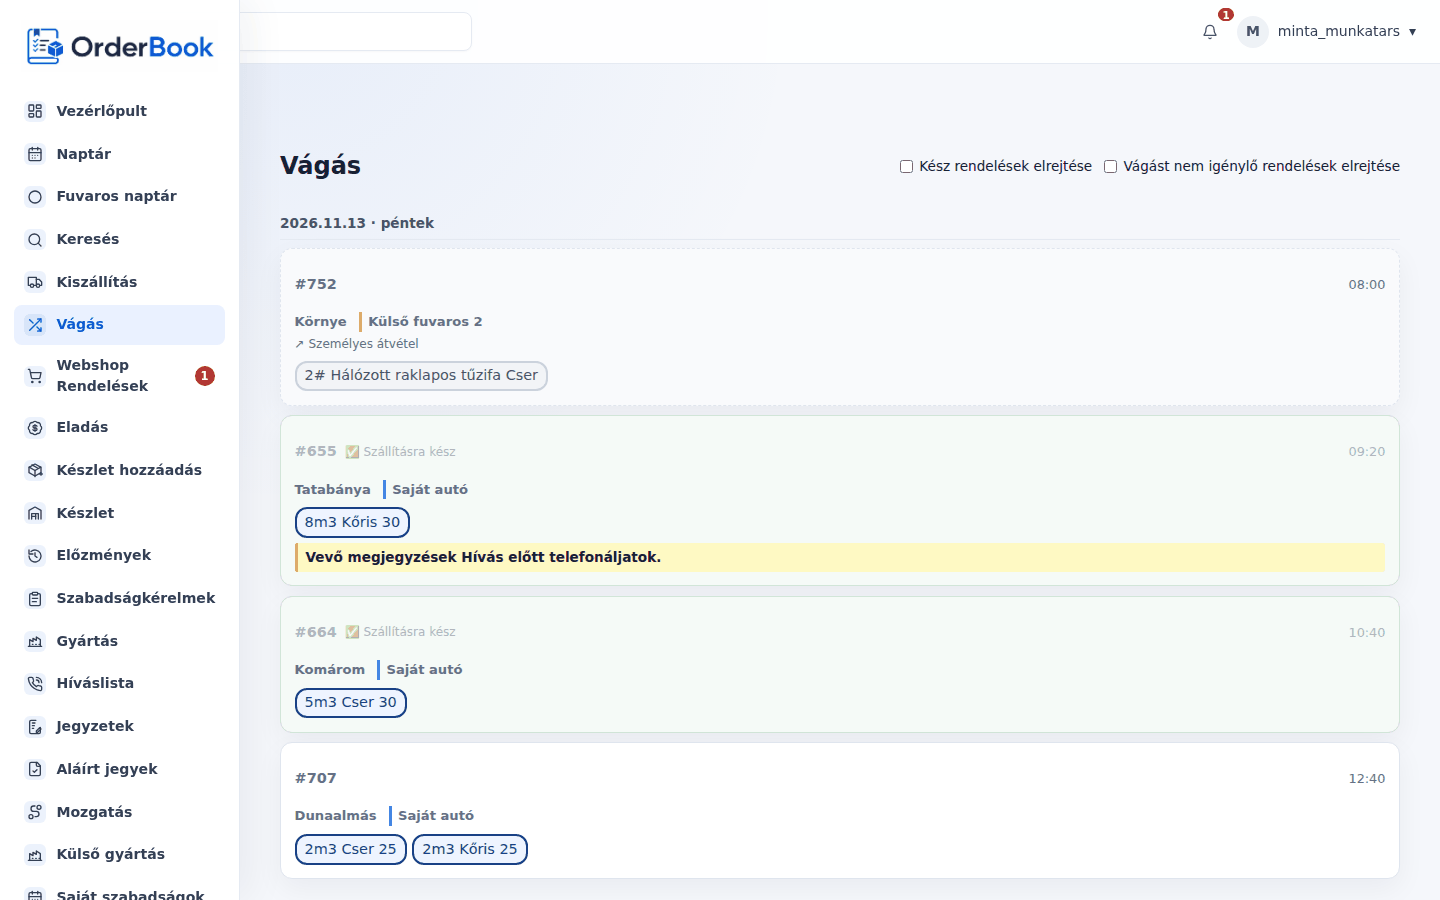 OrderBook
1
M minta_munkatars ▾
Vezérlőpult
Naptár
Fuvaros naptár
Keresés
Kiszállítás
Vágás
Webshop
Rendelések
1
Eladás
Készlet hozzáadás
Készlet
Előzmények
Szabadságkérelmek
Gyártás
Híváslista
Jegyzetek
Aláírt jegyek
Mozgatás
Külső gyártás
Saját szabadságok
Vágás
Kész rendelések elrejtése
Vágást nem igénylő rendelések elrejtése
2026.11.13 · péntek
#752 08:00
Környe Külső fuvaros 2
↗ Személyes átvétel
2# Hálózott raklapos tűzifa Cser
#655 ✅ Szállításra kész 09:20
Tatabánya Saját autó
8m3 Kőris 30
Vevő megjegyzések Hívás előtt telefonáljatok.
#664 ✅ Szállításra kész 10:40
Komárom Saját autó
5m3 Cser 30
#707 12:40
Dunaalmás Saját autó
2m3 Cser 25 2m3 Kőris 25